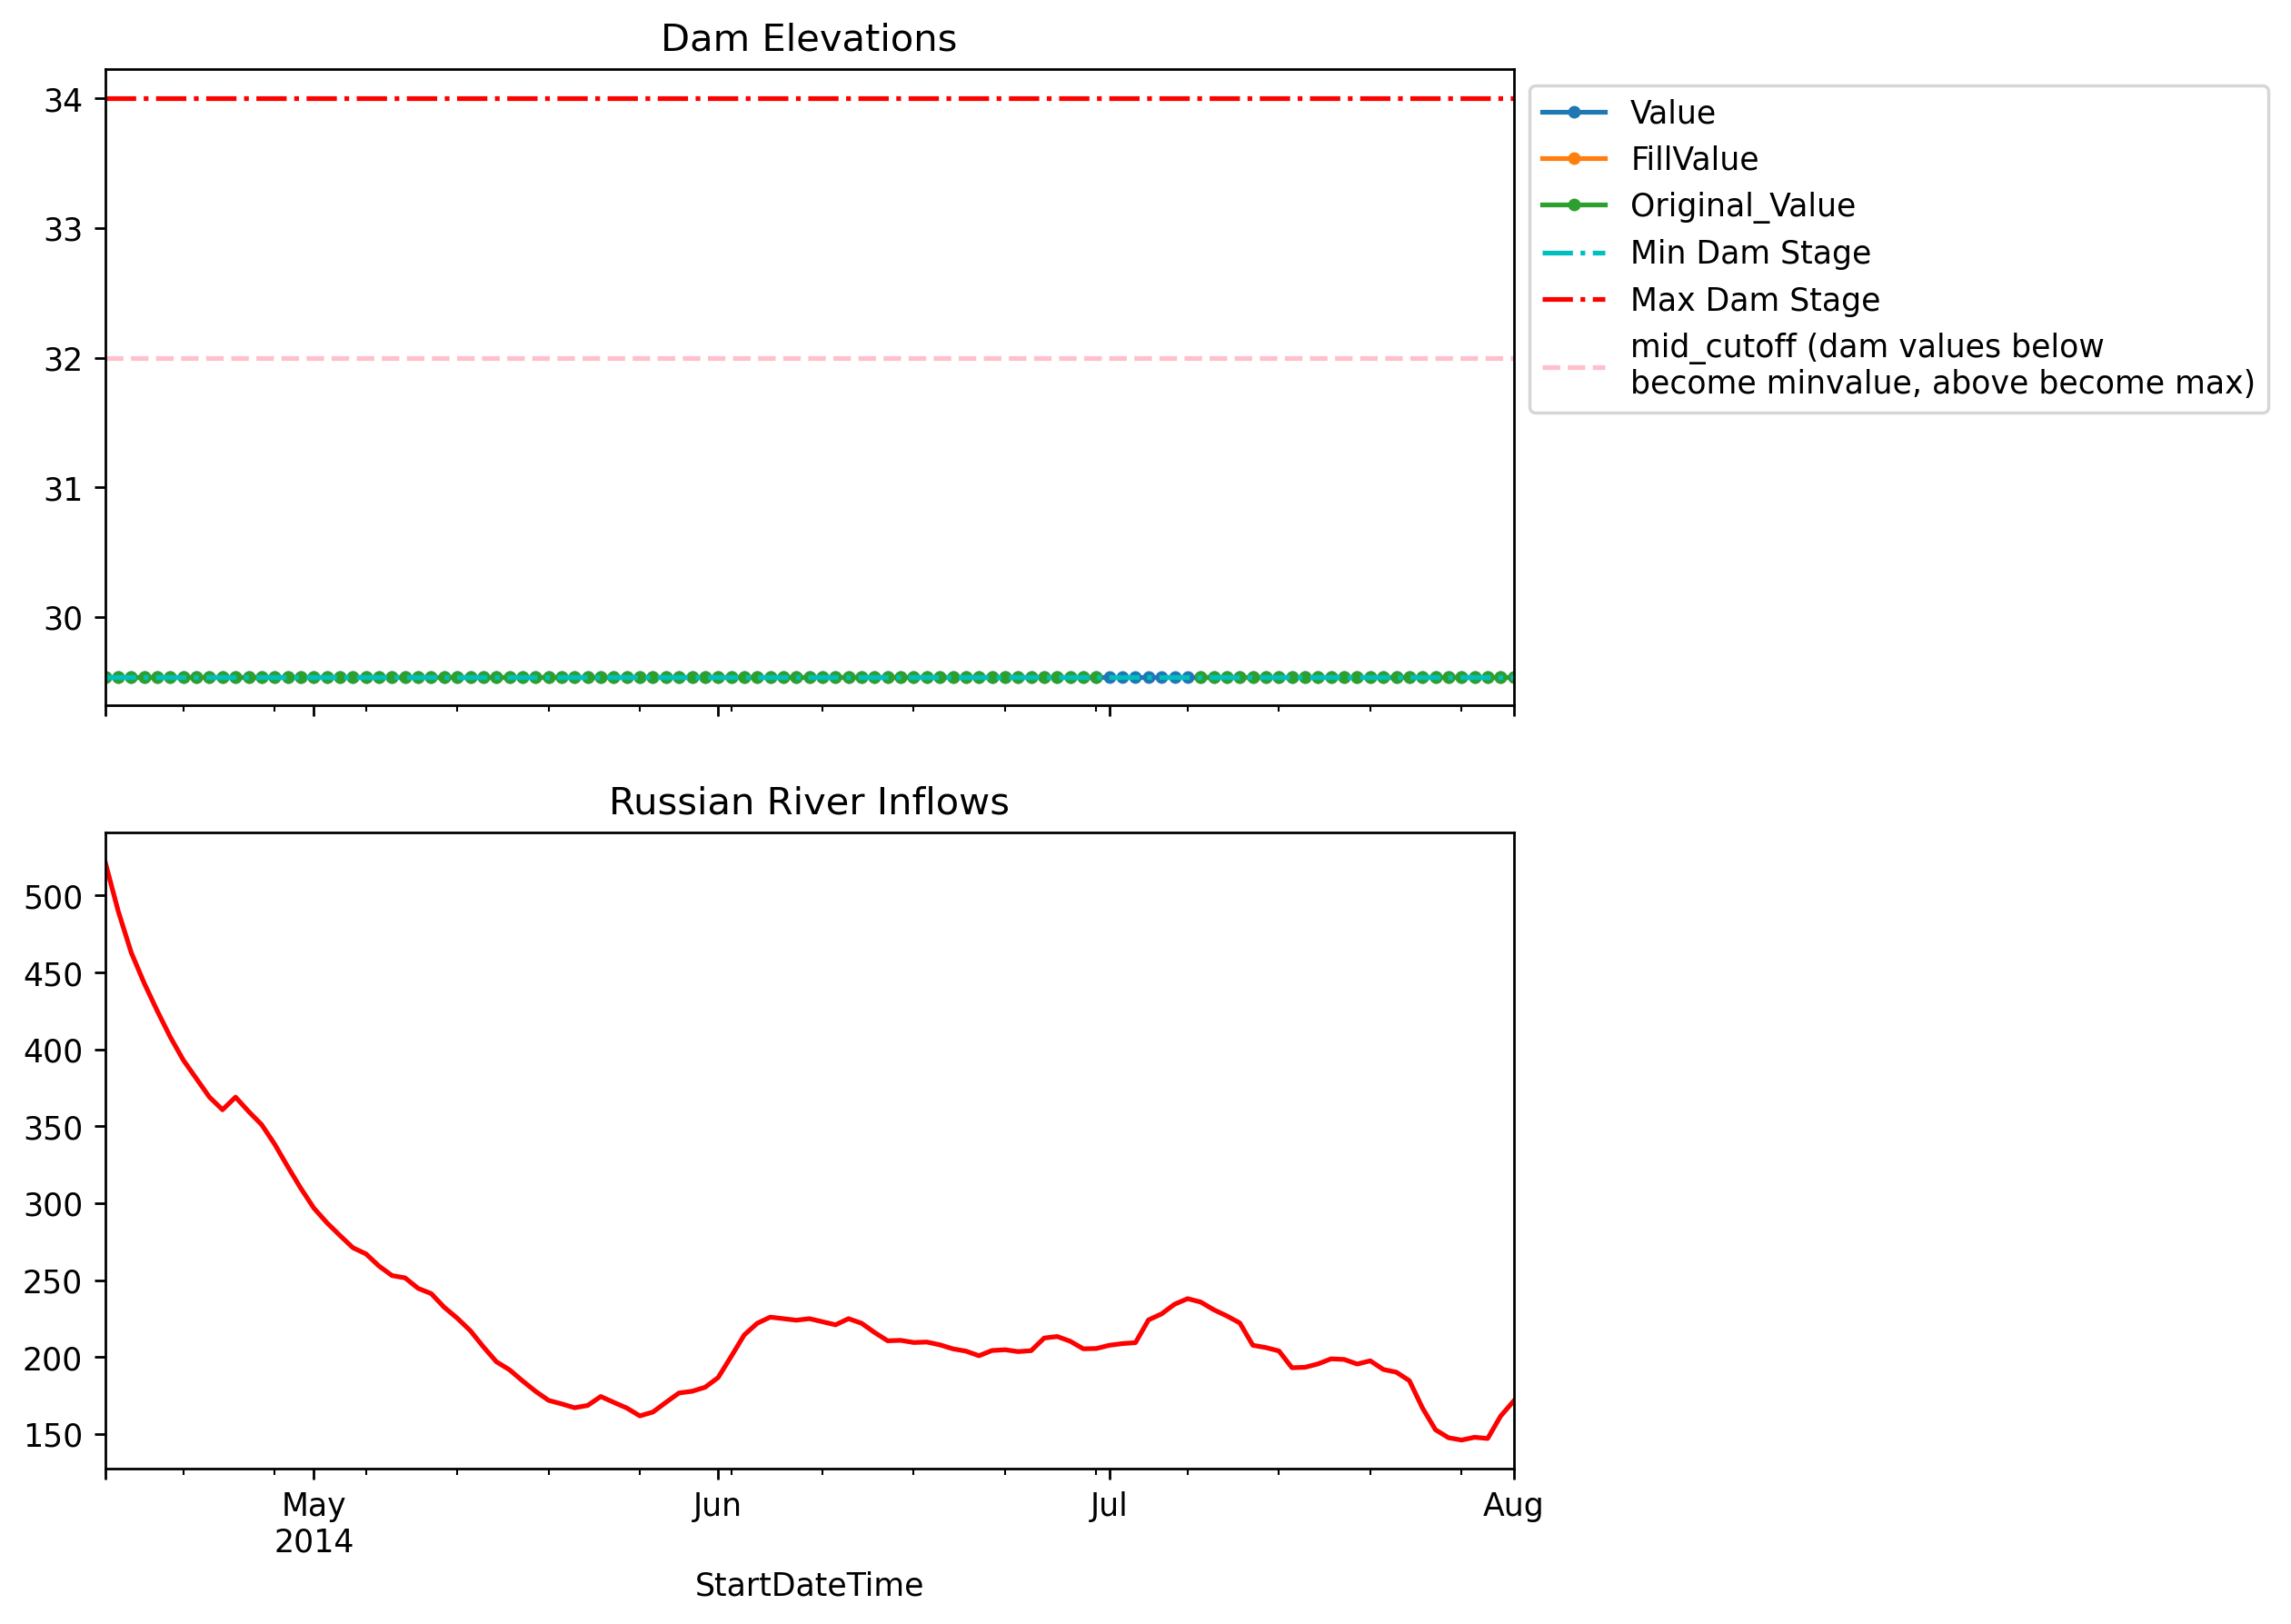 Dam Elevations
34
33
32
31
30
Value
FillValue
Original_Value
Min Dam Stage
Max Dam Stage
mid_cutoff (dam values below
become minvalue, above become max)
Russian River Inflows
500
450
400
350
300
250
200
150
May
2014
Jun
Jul
Aug
StartDateTime